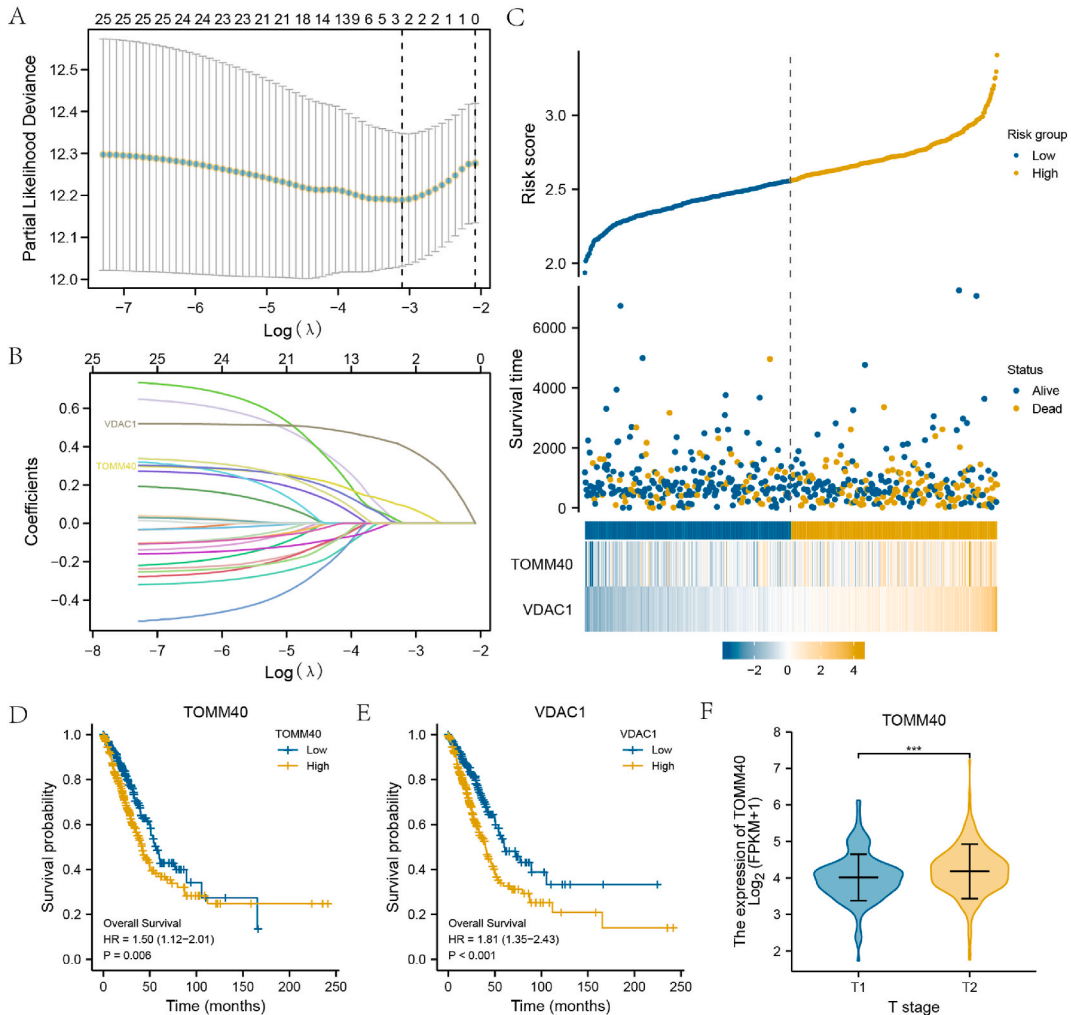 A
25 25 25 25 24 24 23 23 21 21 18 14 13 9 6 5 3 2 2 2 1 1 0
Partial Likelihood Deviance
12.5
12.4
12.3
12.2
12.1
12.0
−7 −6 −5 −4 −3 −2
Log(λ)
B
25 25 24 21 13 2 0
Coefficients
0.6
0.4
0.2
0.0
−0.2
−0.4
VDAC1
TOMM40
−8 −7 −6 −5 −4 −3 −2
Log(λ)
C
Risk score
3.0
2.5
2.0
Risk group
Low
High
Survival time
6000
4000
2000
0
Status
Alive
Dead
TOMM40
VDAC1
−2 0 2 4
D
TOMM40
Survival probability
1.0
0.8
0.6
0.4
0.2
0.0
TOMM40
Low
High
Overall Survival
HR = 1.50 (1.12−2.01)
P = 0.006
0 50 100 150 200 250
Time (months)
E
VDAC1
Survival probability
1.0
0.8
0.6
0.4
0.2
0.0
VDAC1
Low
High
Overall Survival
HR = 1.81 (1.35−2.43)
P < 0.001
0 50 100 150 200 250
Time (months)
F
TOMM40
***
The expression of TOMM40
Log2 (FPKM+1)
8
7
6
5
4
3
2
1
T1 T2
T stage